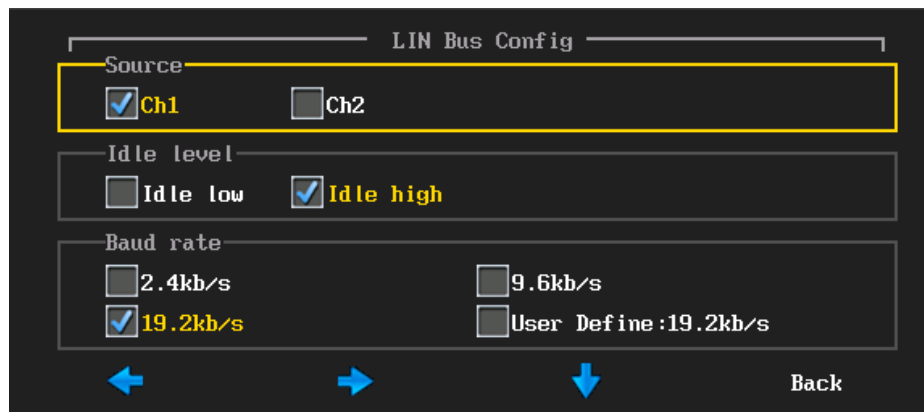 LIN Bus Config
Source
Ch1 Ch2
Idle level
Idle low Idle high
Baud rate
2.4kb/s 9.6kb/s
19.2kb/s User Define:19.2kb/s
Back